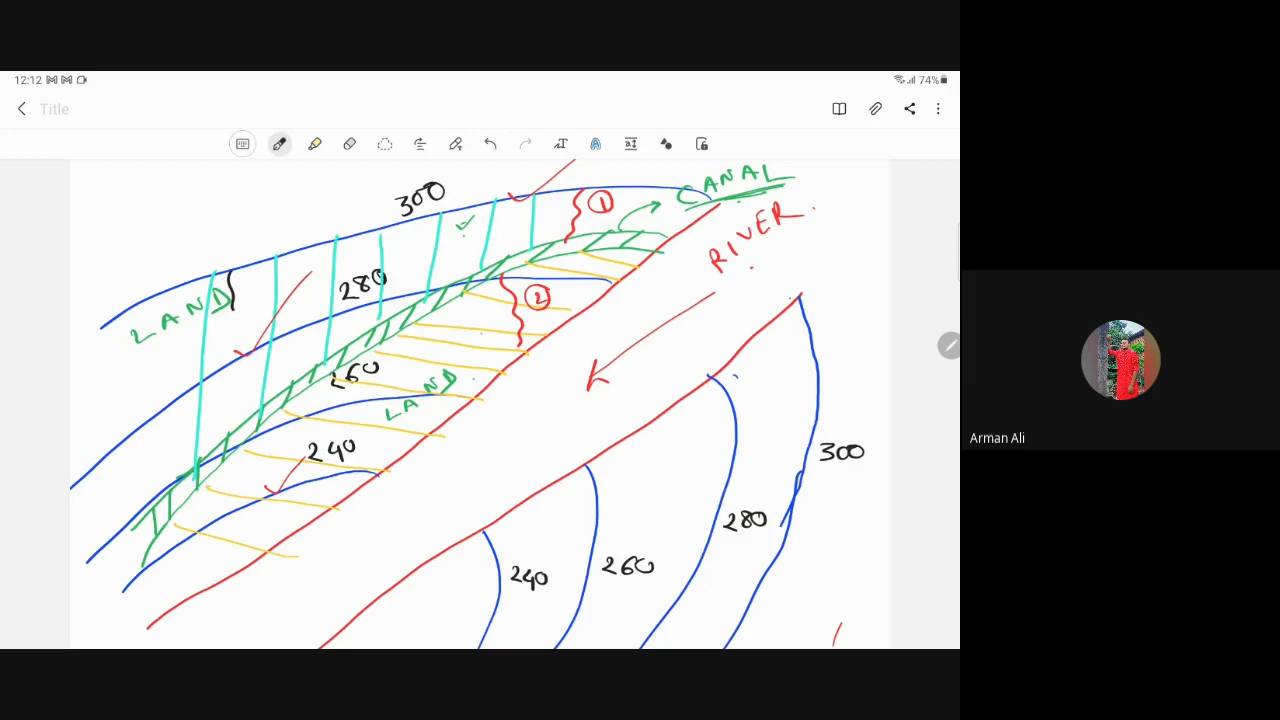 12:12
74%
Title
300
CANAL
1
RIVER
LAND
280
2
260
LAND
240
300
280
260
240
Arman Ali